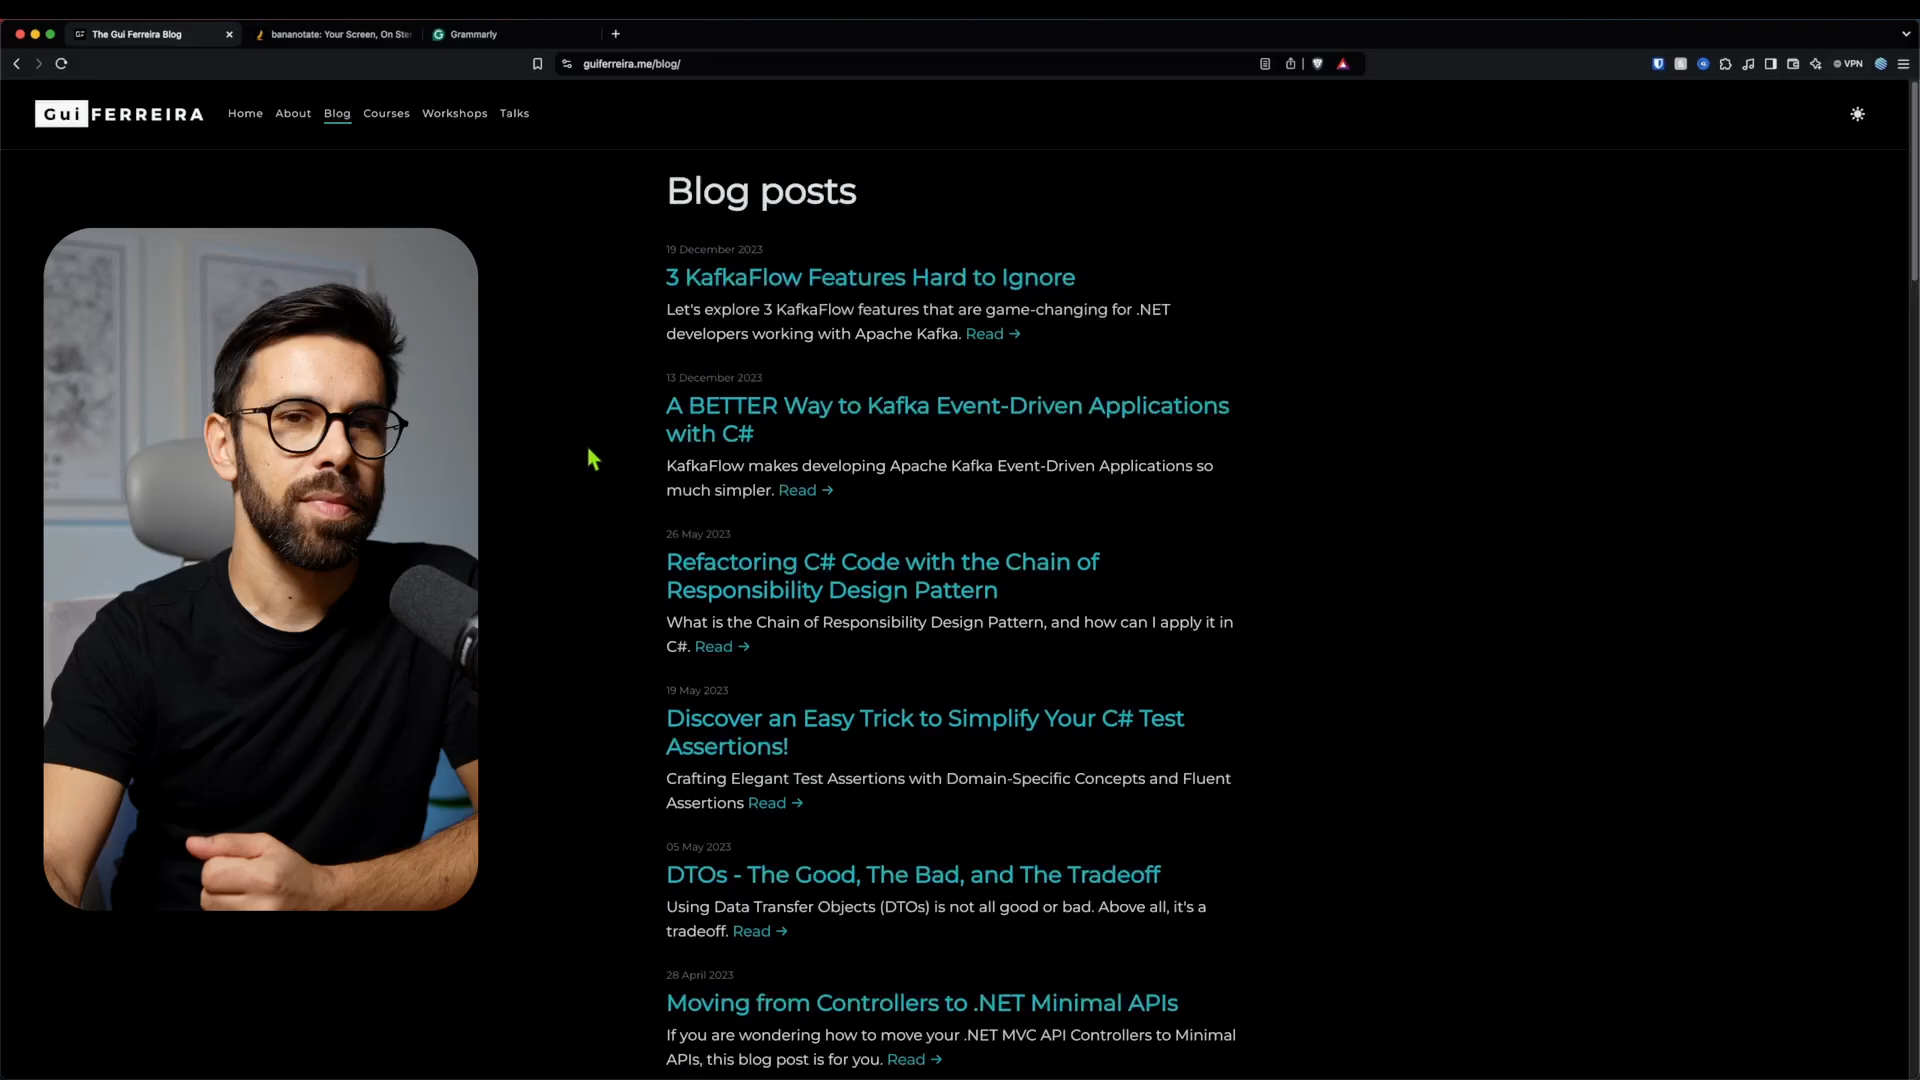 The Gui Ferreira Blog
bananotate: Your Screen, On Ste
Grammarly
guiferreira.me/blog/
VPN
Gui FERREIRA
Home
About
Blog
Courses
Workshops
Talks
Blog posts
19 December 2023
3 KafkaFlow Features Hard to Ignore
Let's explore 3 KafkaFlow features that are game-changing for .NET
developers working with Apache Kafka. Read →
13 December 2023
A BETTER Way to Kafka Event-Driven Applications
with C#
KafkaFlow makes developing Apache Kafka Event-Driven Applications so
much simpler. Read →
26 May 2023
Refactoring C# Code with the Chain of
Responsibility Design Pattern
What is the Chain of Responsibility Design Pattern, and how can I apply it in
C#. Read →
19 May 2023
Discover an Easy Trick to Simplify Your C# Test
Assertions!
Crafting Elegant Test Assertions with Domain-Specific Concepts and Fluent
Assertions Read →
05 May 2023
DTOs - The Good, The Bad, and The Tradeoff
Using Data Transfer Objects (DTOs) is not all good or bad. Above all, it's a
tradeoff. Read →
28 April 2023
Moving from Controllers to .NET Minimal APIs
If you are wondering how to move your .NET MVC API Controllers to Minimal
APIs, this blog post is for you. Read →